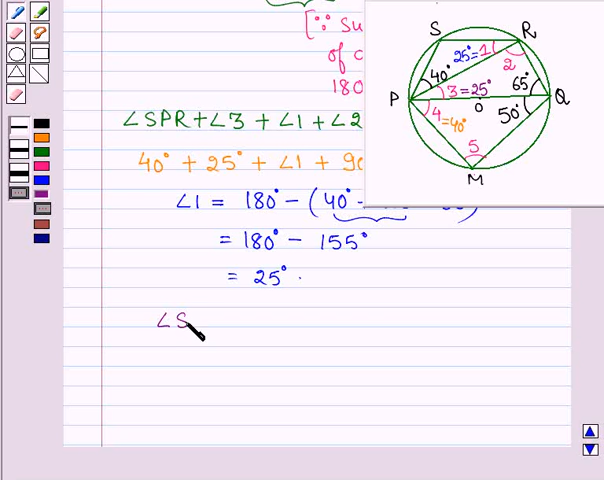 [∵ Su
of c
180
∠SPR + ∠3 + ∠1 + ∠2
40° + 25° + ∠1 + 90
∠1 = 180° - (40°
= 180° - 155°
= 25°.
∠S
S
R
25°=1
2
40°
3=25°
65°
P
O
Q
4=40°
50°
5
M